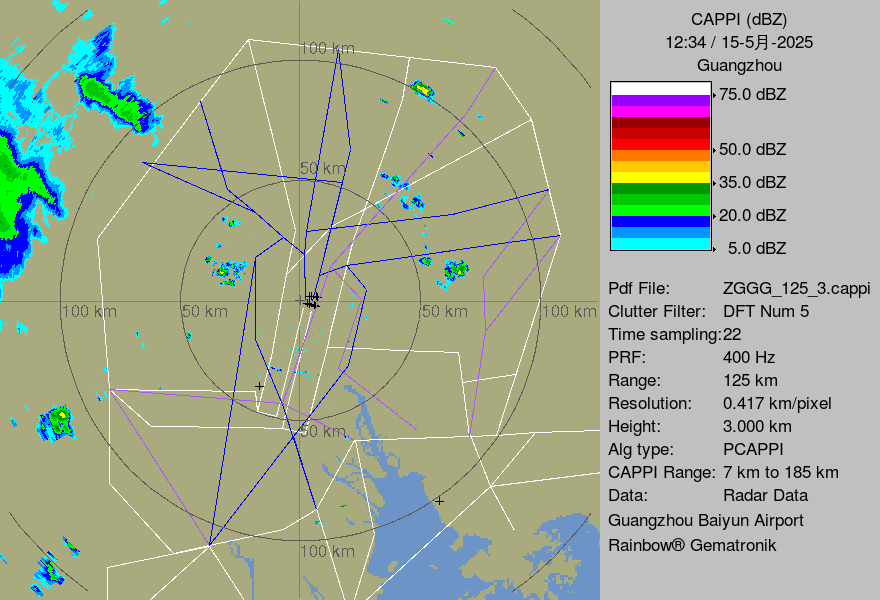 100 km
50 km
100 km
50 km
50 km
100 km
50 km
100 km
CAPPI (dBZ)
12:34 / 15-5月-2025
Guangzhou
75.0 dBZ
50.0 dBZ
35.0 dBZ
20.0 dBZ
5.0 dBZ
Pdf File: ZGGG_125_3.cappi
Clutter Filter: DFT Num 5
Time sampling:22
PRF: 400 Hz
Range: 125 km
Resolution: 0.417 km/pixel
Height: 3.000 km
Alg type: PCAPPI
CAPPI Range: 7 km to 185 km
Data: Radar Data
Guangzhou Baiyun Airport
Rainbow® Gematronik